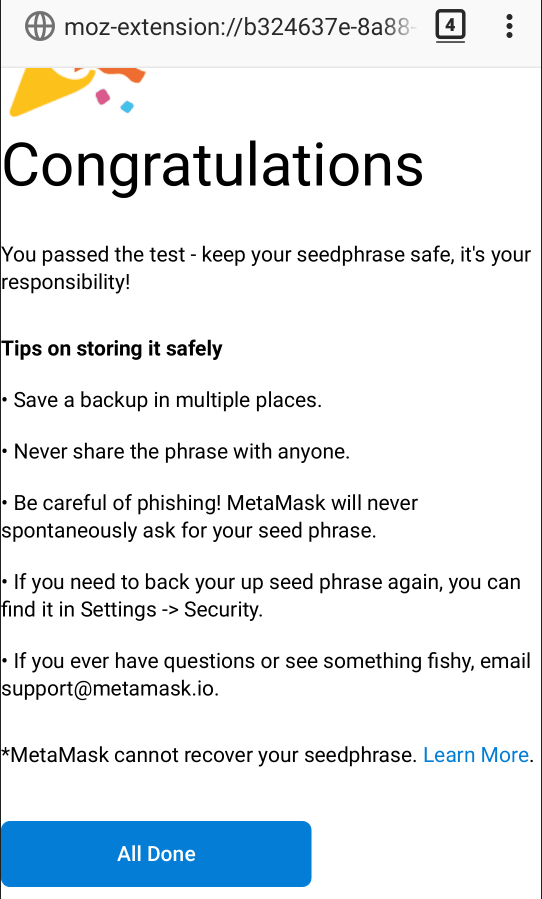 moz-extension://b324637e-8a88-
4
Congratulations
You passed the test - keep your seedphrase safe, it's your
responsibility!
Tips on storing it safely
• Save a backup in multiple places.
• Never share the phrase with anyone.
• Be careful of phishing! MetaMask will never
spontaneously ask for your seed phrase.
• If you need to back your up seed phrase again, you can
find it in Settings -> Security.
• If you ever have questions or see something fishy, email
support@metamask.io.
*MetaMask cannot recover your seedphrase. Learn More.
All Done